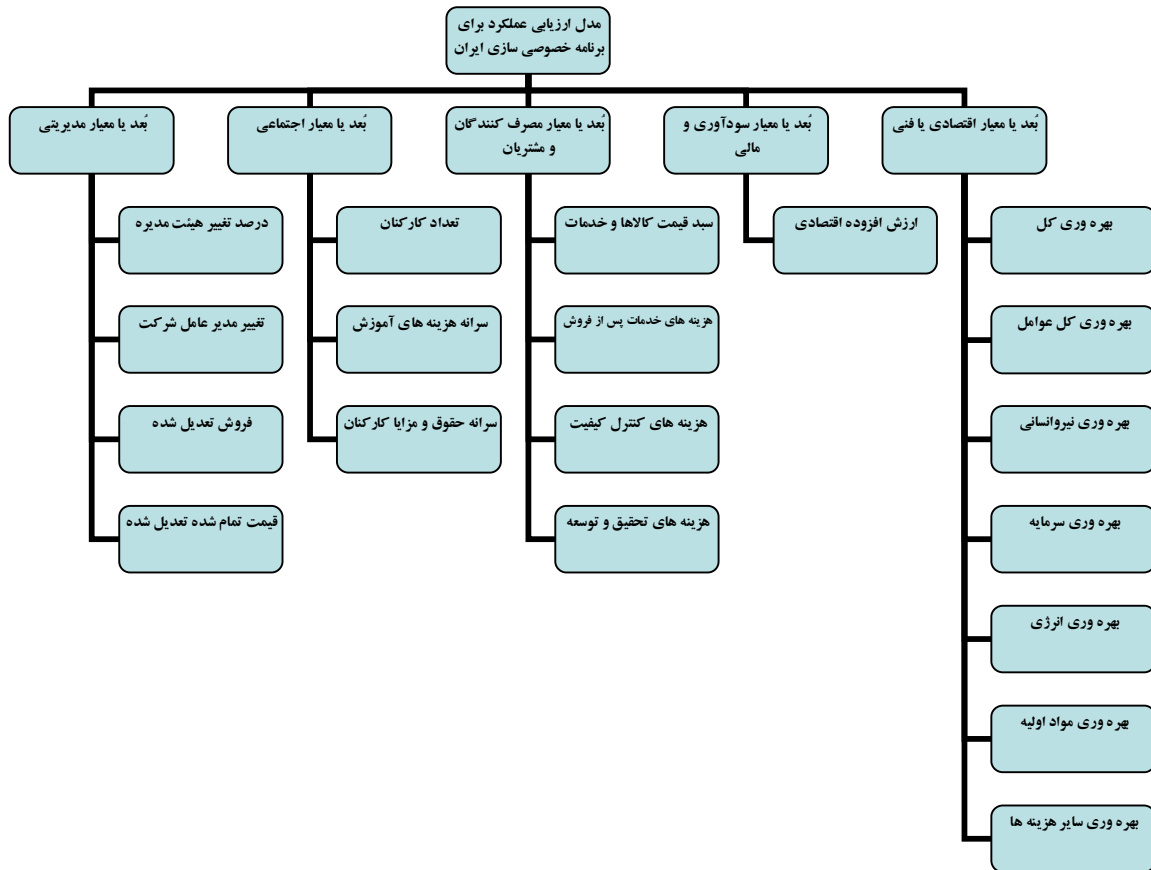 مدل ارزیابی عملکرد برای
برنامه خصوصی سازی ایران
بُعد یا معیار اقتصادی یا فنی
بهره وری کل
بهره وری کل عوامل
بهره وری نیروانسانی
بهره وری سرمایه
بهره وری انرژی
بهره وری مواد اولیه
بهره وری سایر هزینه ها
بُعد یا معیار سودآوری و
مالی
ارزش افزوده اقتصادی
بُعد یا معیار مصرف کنندگان
و مشتریان
سبد قیمت کالاها و خدمات
هزینه های خدمات پس از فروش
هزینه های کنترل کیفیت
هزینه های تحقیق و توسعه
بُعد یا معیار اجتماعی
تعداد کارکنان
سرانه هزینه های آموزش
سرانه حقوق و مزایا کارکنان
بُعد یا معیار مدیریتی
درصد تغییر هیئت مدیره
تغییر مدیر عامل شرکت
فروش تعدیل شده
قیمت تمام شده تعدیل شده